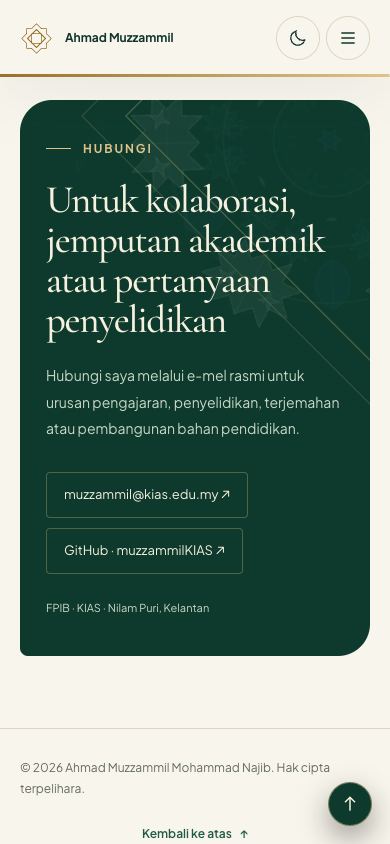 Ahmad Muzzammil
HUBUNGI
Untuk kolaborasi,
jemputan akademik
atau pertanyaan
penyelidikan
Hubungi saya melalui e-mel rasmi untuk
urusan pengajaran, penyelidikan, terjemahan
atau pembangunan bahan pendidikan.
muzzammil@kias.edu.my ↗
GitHub · muzzammilKIAS ↗
FPIB · KIAS · Nilam Puri, Kelantan
© 2026 Ahmad Muzzammil Mohammad Najib. Hak cipta
terpelihara.
Kembali ke atas ↑